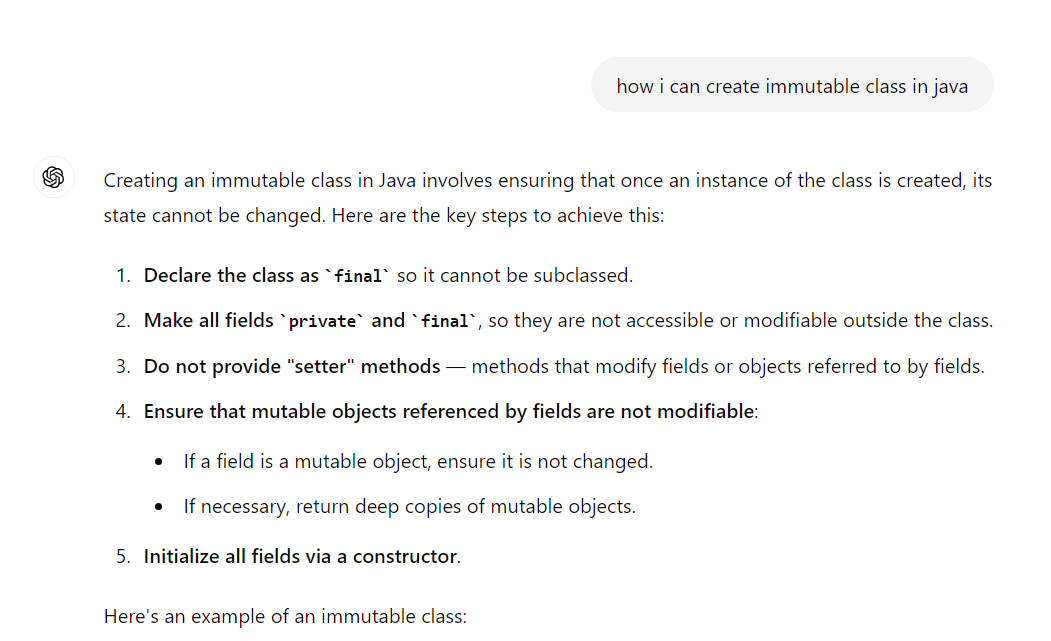 how i can create immutable class in java
Creating an immutable class in Java involves ensuring that once an instance of the class is created, its
state cannot be changed. Here are the key steps to achieve this:
1. Declare the class as `final` so it cannot be subclassed.
2. Make all fields `private` and `final`, so they are not accessible or modifiable outside the class.
3. Do not provide "setter" methods — methods that modify fields or objects referred to by fields.
4. Ensure that mutable objects referenced by fields are not modifiable:
• If a field is a mutable object, ensure it is not changed.
• If necessary, return deep copies of mutable objects.
5. Initialize all fields via a constructor.
Here's an example of an immutable class: